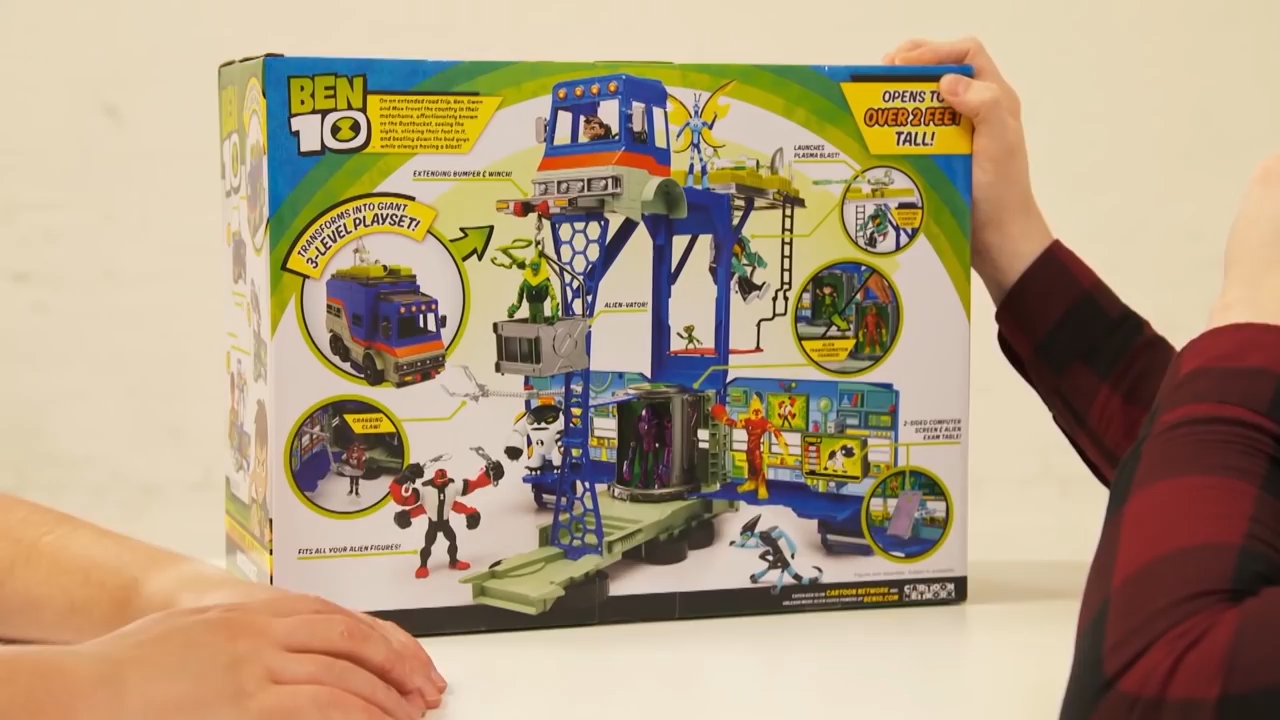 BEN
10
On an extended road trip, Ben, Gwen
and Max travel the country in their
motorhome, affectionately known
as the Rustbucket, seeing the
sights, sticking their foot in it,
and beating down the bad guys
while always having a blast!
OPENS TO
OVER 2 FEET
TALL!
LAUNCHES
PLASMA BLAST!
EXTENDING BUMPER & WINCH!
TRANSFORMS INTO GIANT
3-LEVEL PLAYSET!
ALIEN-VATOR!
ALIEN
TRANSFORMATION
CHAMBER!
GRABBING
CLAW!
2-SIDED COMPUTER
SCREEN & ALIEN
EXAM TABLE!
FITS ALL YOUR ALIEN FIGURES!
CARTOON NETWORK AND
BEN10.COM
CARTOON
NETWORK